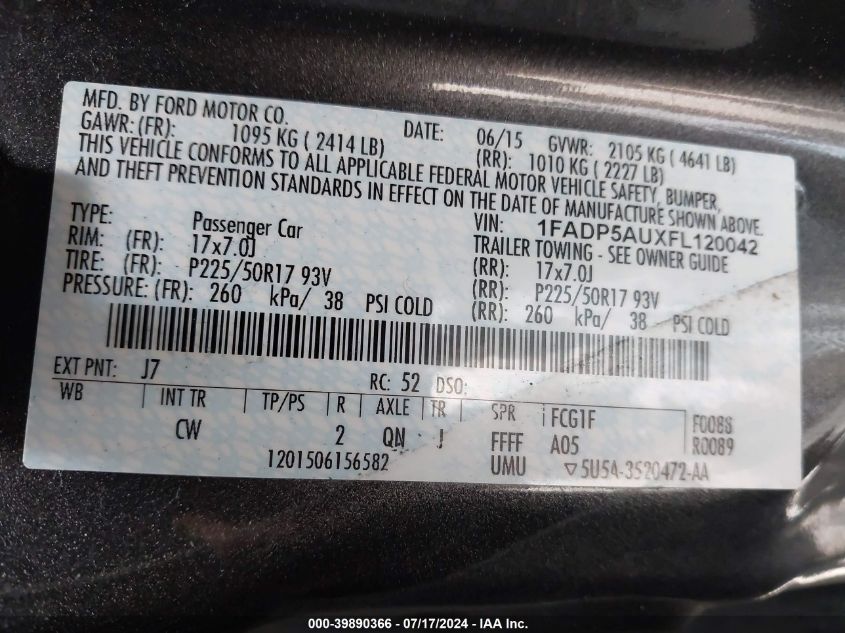 MFD. BY FORD MOTOR CO. DATE: 06/15 GVWR: 2105 KG ( 4641 LB)
GAWR: (FR): 1095 KG ( 2414 LB) (RR): 1010 KG ( 2227 LB)
THIS VEHICLE CONFORMS TO ALL APPLICABLE FEDERAL MOTOR VEHICLE SAFETY, BUMPER,
AND THEFT PREVENTION STANDARDS IN EFFECT ON THE DATE OF MANUFACTURE SHOWN ABOVE.
VIN: 1FADP5AUXFL120042
TYPE: Passenger Car TRAILER TOWING - SEE OWNER GUIDE
RIM: (FR): 17x7.0J (RR): 17x7.0J
TIRE: (FR): P225/50R17 93V (RR): P225/50R17 93V
PRESSURE: (FR): 260 kPa/ 38 PSI COLD (RR): 260 kPa/ 38 PSI COLD
EXT PNT: J7 RC: 52 DSO:
WB INT TR TP/PS R AXLE TR SPR FCG1F F0088
CW 2 QN J FFFF A05 R0089
1201506156582 UMU ▽5U5A-3520472-AA
000-39890366 - 07/17/2024 - IAA Inc.